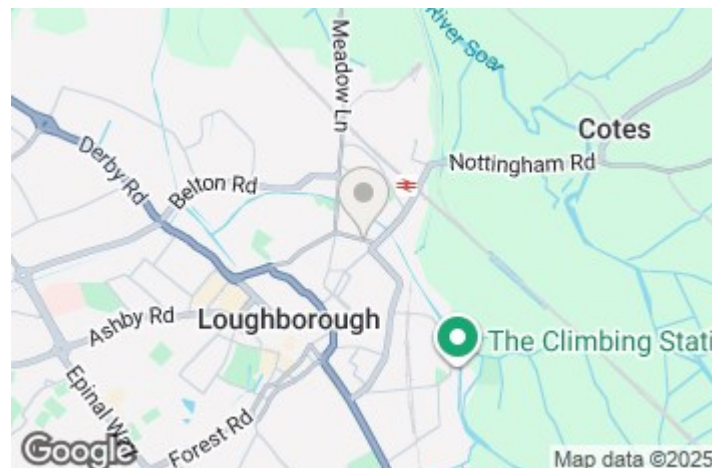 River Soar
Meadow Ln
Cotes
Nottingham Rd
Derby Rd
Belton Rd
Loughborough
Ashby Rd
The Climbing Stati
Epinal Wa
Forest Rd
Google
Map data ©2025